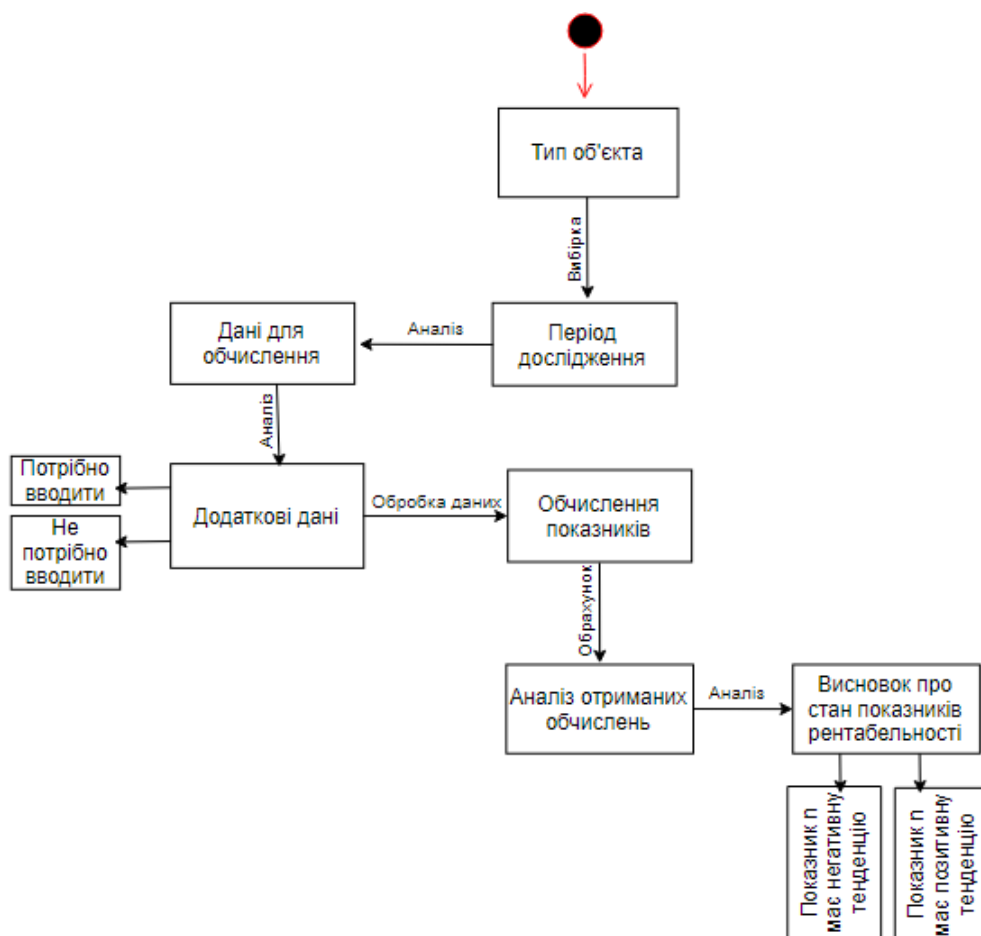 Тип об'єкта
Вибірка
Період
дослідження
Аналіз
Дані для
обчислення
Аналіз
Додаткові дані
Потрібно
вводити
Не
потрібно
вводити
Обробка даних
Обчислення
показників
Обрахунок
Аналіз отриманих
обчислень
Аналіз
Висновок про
стан показників
рентабельності
Показник n
має негативну
тенденцію
Показник n
має позитивну
тенденцію